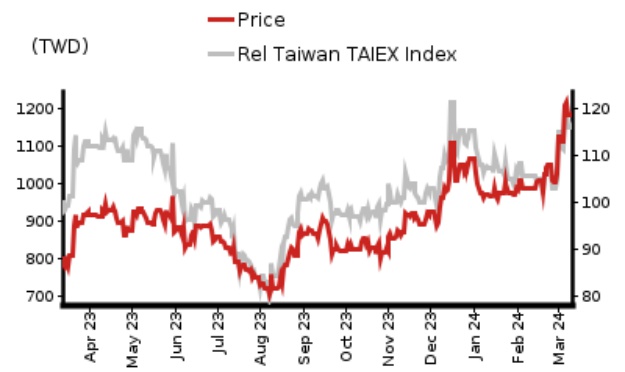 Price
(TWD)
Rel Taiwan TAIEX Index
1200
1100
1000
900
800
700
120
110
100
90
80
Apr 23
May 23
Jun 23
Jul 23
Aug 23
Sep 23
Oct 23
Nov 23
Dec 23
Jan 24
Feb 24
Mar 24